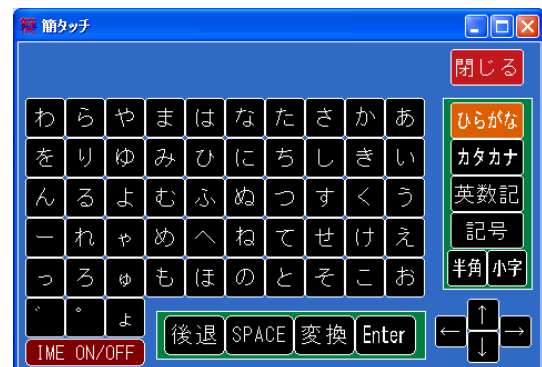 簡 簡タッチ
閉じる
わ ら や ま は な た さ か あ ひらがな
を り ゆ み ひ に ち し き い カタカナ
ん る よ む ふ ぬ つ す く う 英数記
ー れ ゃ め へ ね て せ け え 記号
っ ろ ゅ も ほ の と そ こ お 半角 小字
゛ ゜ ょ 後退 SPACE 変換 Enter ← ↑ →
IME ON/OFF ↓